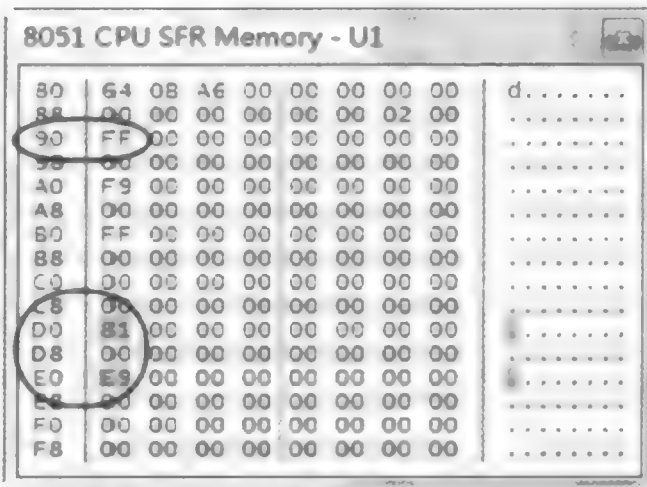 8051 CPU SFR Memory - U1
80 64 08 A6 00 00 00 00 00 d.......
88 00 00 00 00 00 00 02 00 ........
90 FF 00 00 00 00 00 00 00 ........
98 00 00 00 00 00 00 00 00 ........
A0 F9 00 00 00 00 00 00 00 ........
A8 00 00 00 00 00 00 00 00 ........
B0 FF 00 00 00 00 00 00 00 ........
B8 00 00 00 00 00 00 00 00 ........
C0 00 00 00 00 00 00 00 00 ........
C8 00 00 00 00 00 00 00 00 ........
D0 81 00 00 00 00 00 00 00 .......
D8 00 00 00 00 00 00 00 00 ........
E0 E9 00 00 00 00 00 00 00 .......
E8 00 00 00 00 00 00 00 00 ........
F0 00 00 00 00 00 00 00 00 ........
F8 00 00 00 00 00 00 00 00 ........